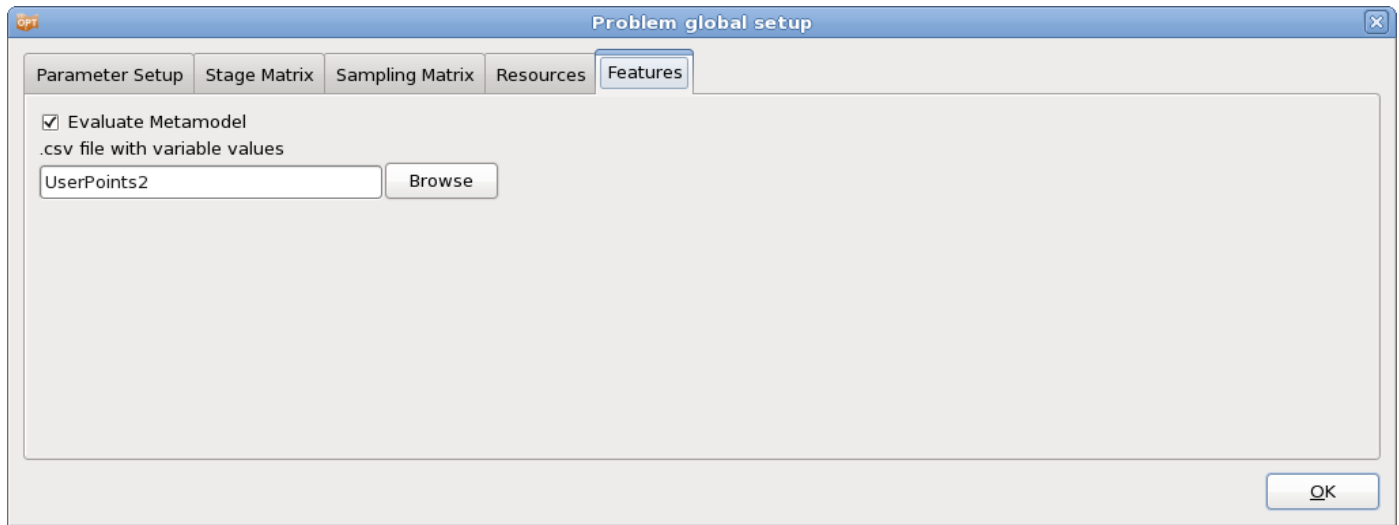 OPT
Problem global setup
Parameter Setup Stage Matrix Sampling Matrix Resources Features
Evaluate Metamodel
.csv file with variable values
UserPoints2 Browse
OK